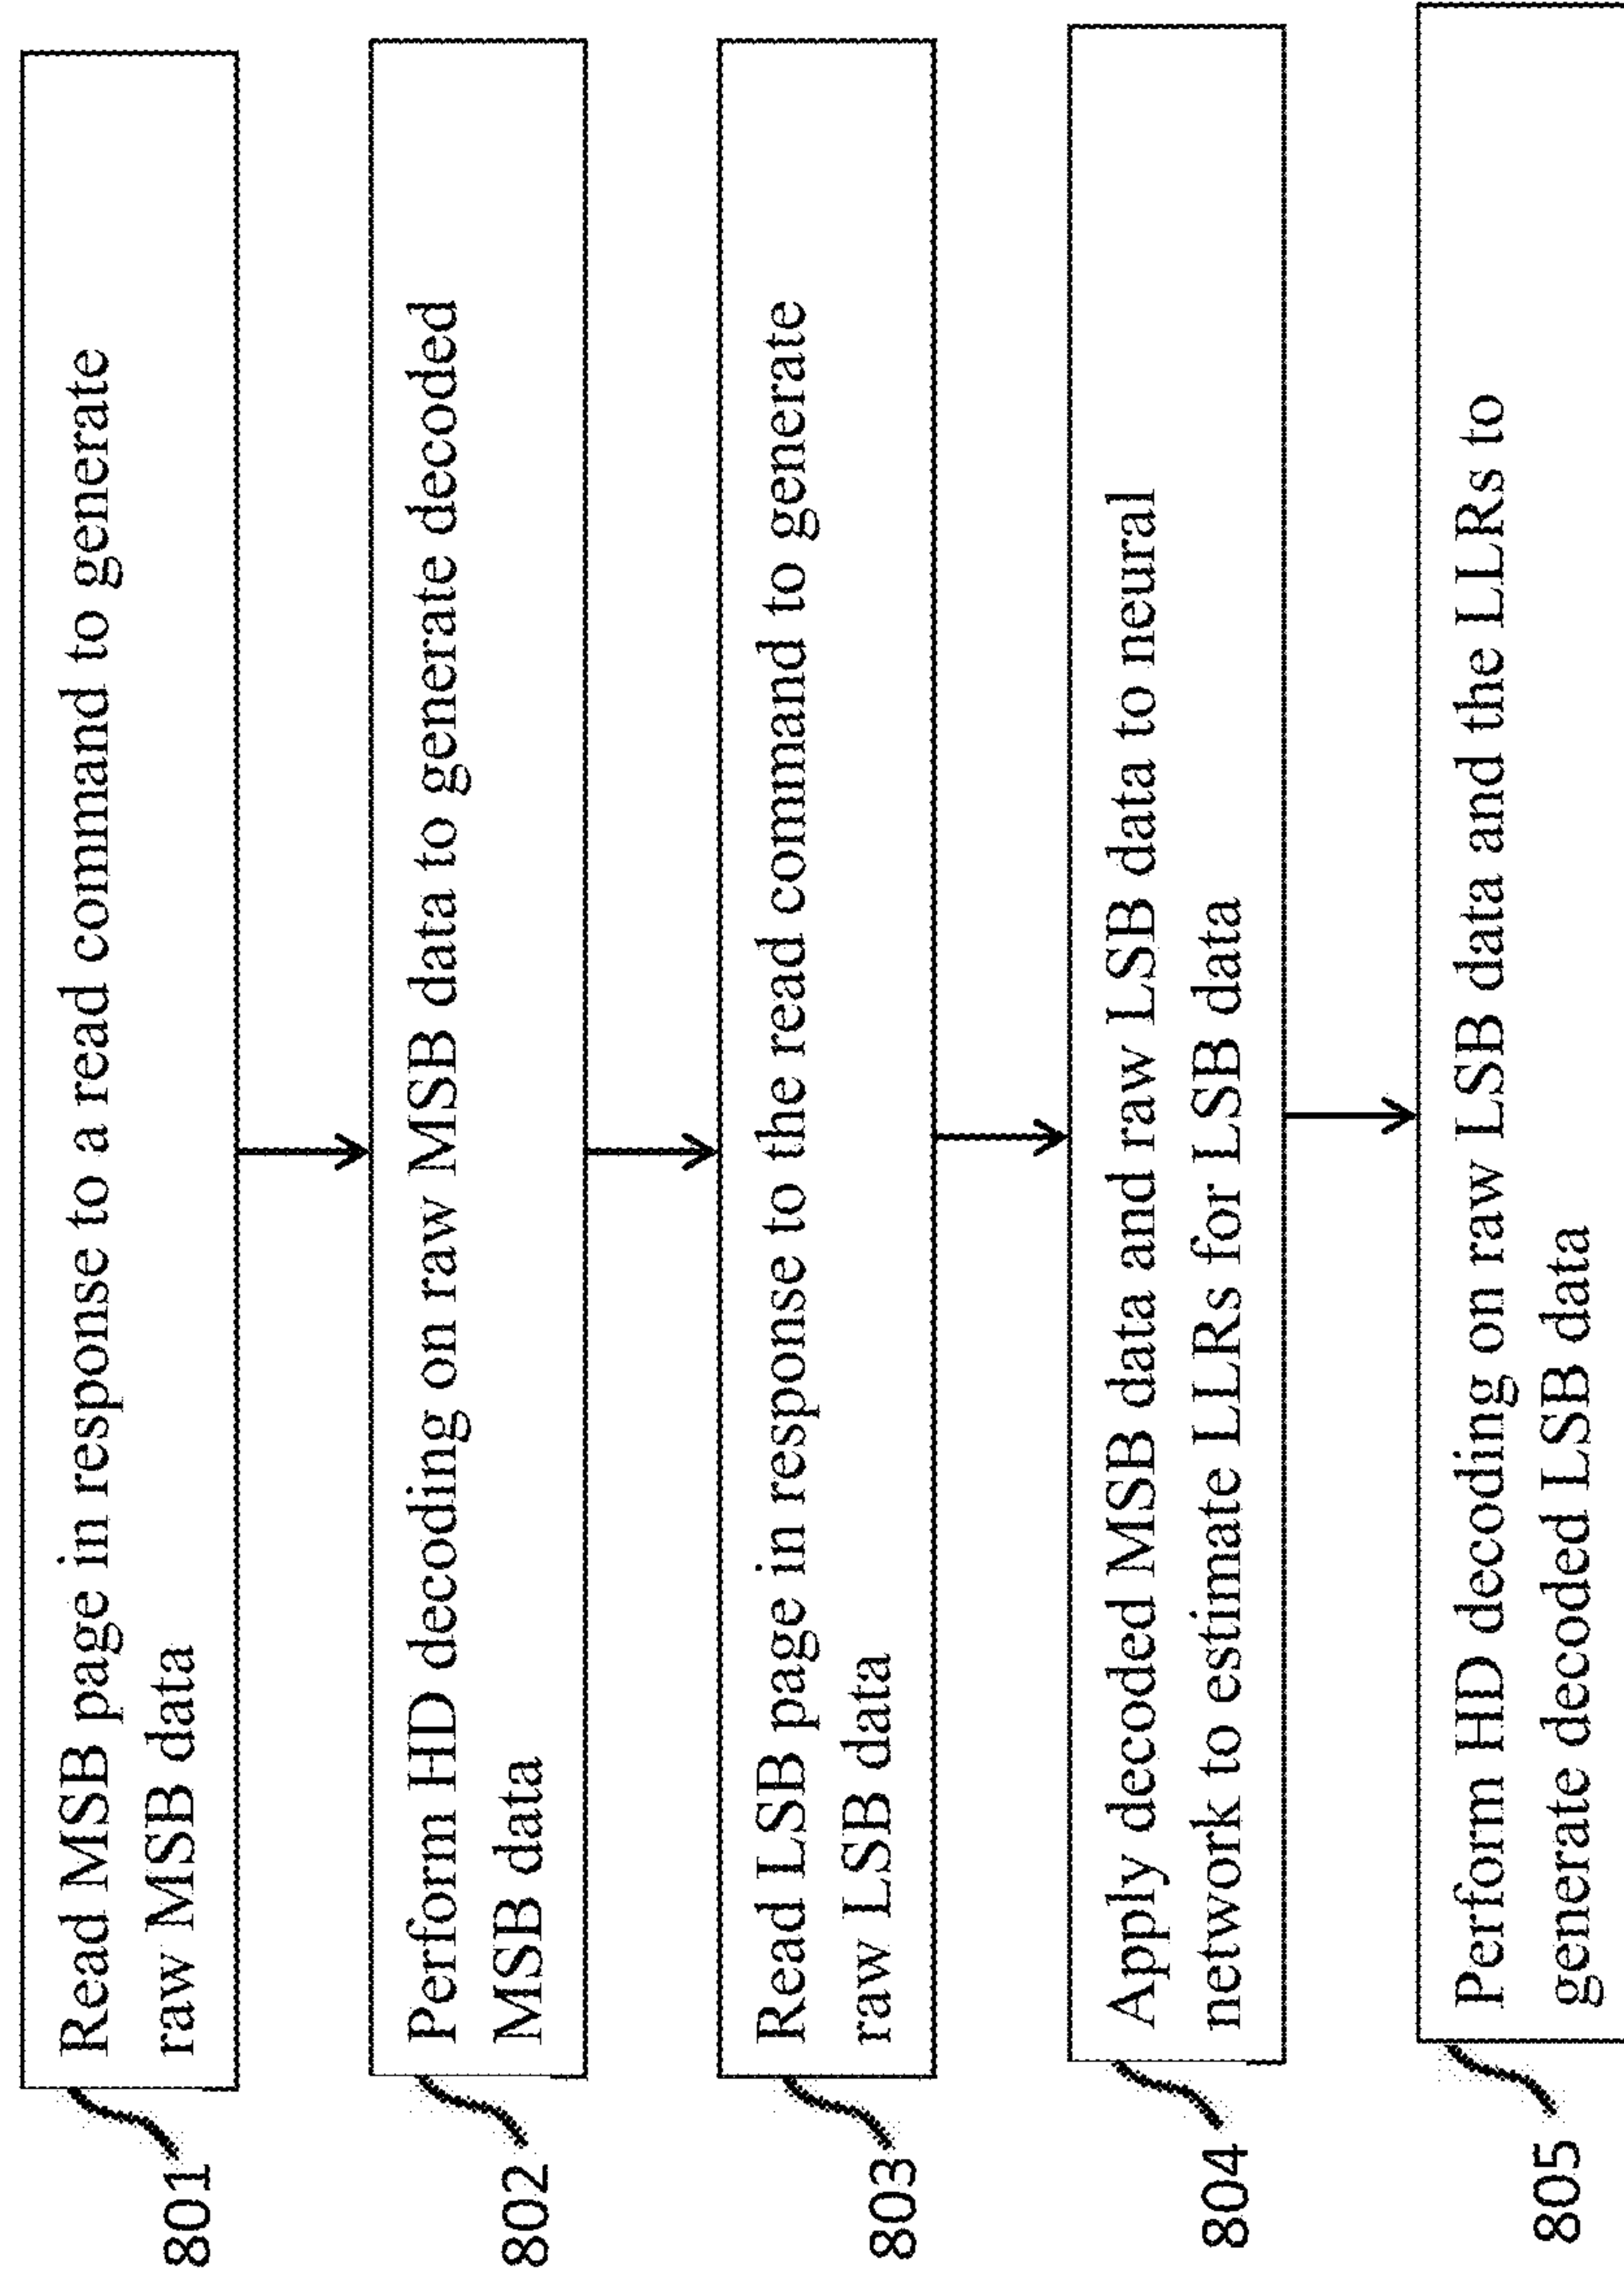 801
Read MSB page in response to a read command to generate
raw MSB data
802
Perform HD decoding on raw MSB data to generate decoded
MSB data
803
Read LSB page in response to the read command to generate
raw LSB data
804
Apply decoded MSB data and raw LSB data to neural
network to estimate LLRs for LSB data
805
Perform HD decoding on raw LSB data and the LLRs to
generate decoded LSB data